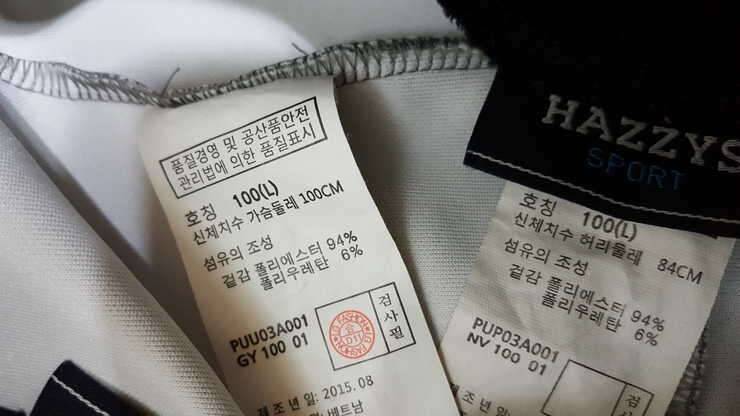 품질경영 및 공산품안전
관리법에 의한 품질표시
호칭 100(L)
신체치수 가슴둘레 100CM
섬유의 조성
겉감 폴리에스터 94%
폴리우레탄 6%
PUU03A001
GY 100 01
검사필
제조년월: 2015.08
베트남
HAZZYS
SPORT
호칭 100(L)
신체치수 허리둘레 84CM
섬유의 조성
겉감 폴리에스터 94%
폴리우레탄 6%
PUP03A001
NV 100 01
검